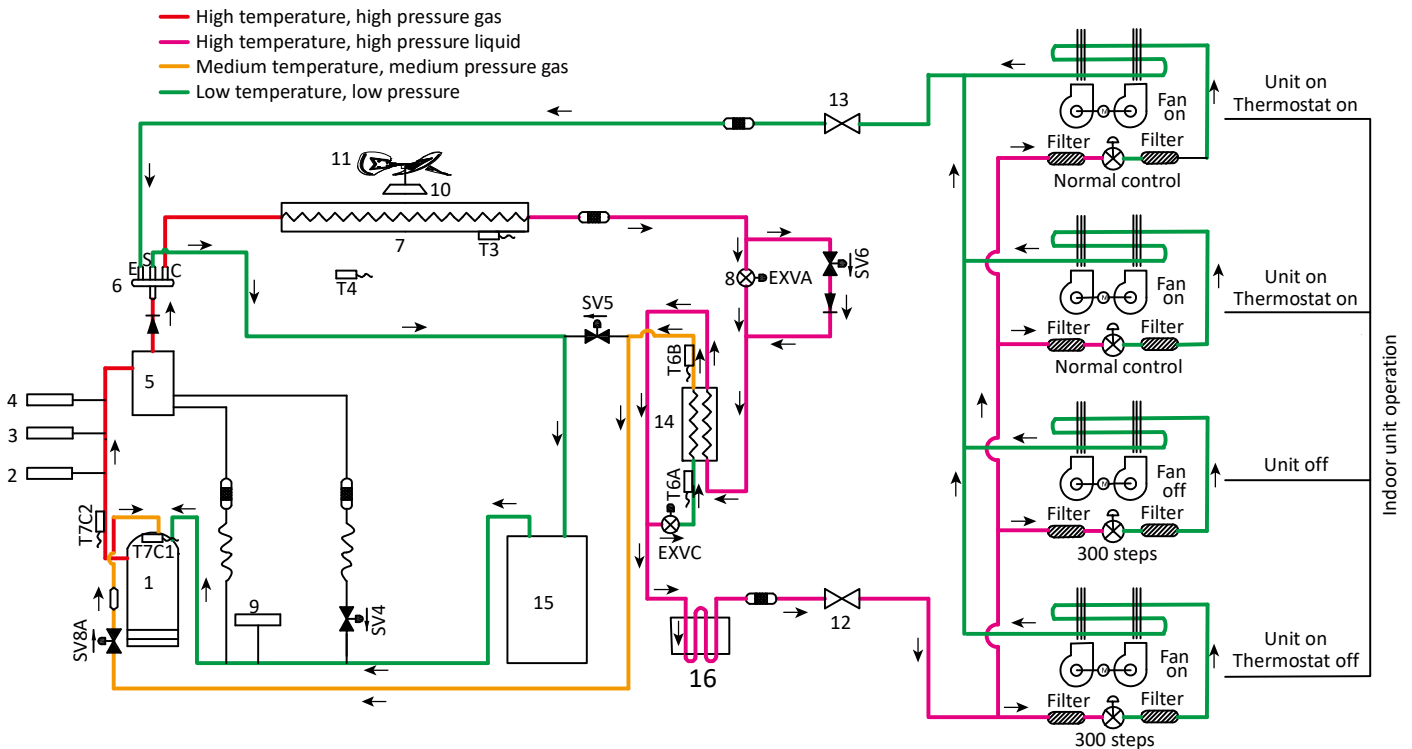 High temperature, high pressure gas
High temperature, high pressure liquid
Medium temperature, medium pressure gas
Low temperature, low pressure
13
11
10
7
T3
T4
E
S
C
6
8
EXVA
SV6
SV5
T6B
14
T6A
EXVC
5
4
3
2
T7C2
T7C1
1
SV8A
9
SV4
15
16
12
M
Fan
on
Filter
Filter
Normal control
Unit on
Thermostat on
M
Fan
on
Filter
Filter
Normal control
Unit on
Thermostat on
M
Fan
off
Filter
Filter
300 steps
Unit off
M
Fan
on
Filter
Filter
300 steps
Unit on
Thermostat off
Indoor unit operation